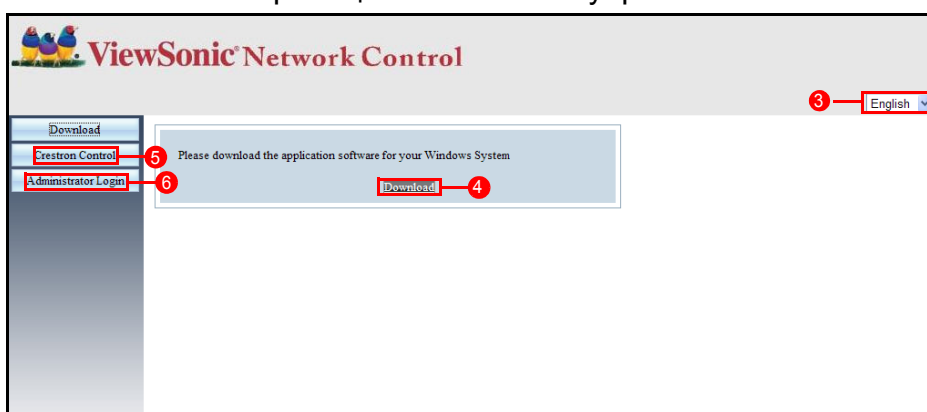 ViewSonic® Network Control
3
English
Download
Crestron Control
5
Please download the application software for your Windows System
Administrator Login
6
Download
4